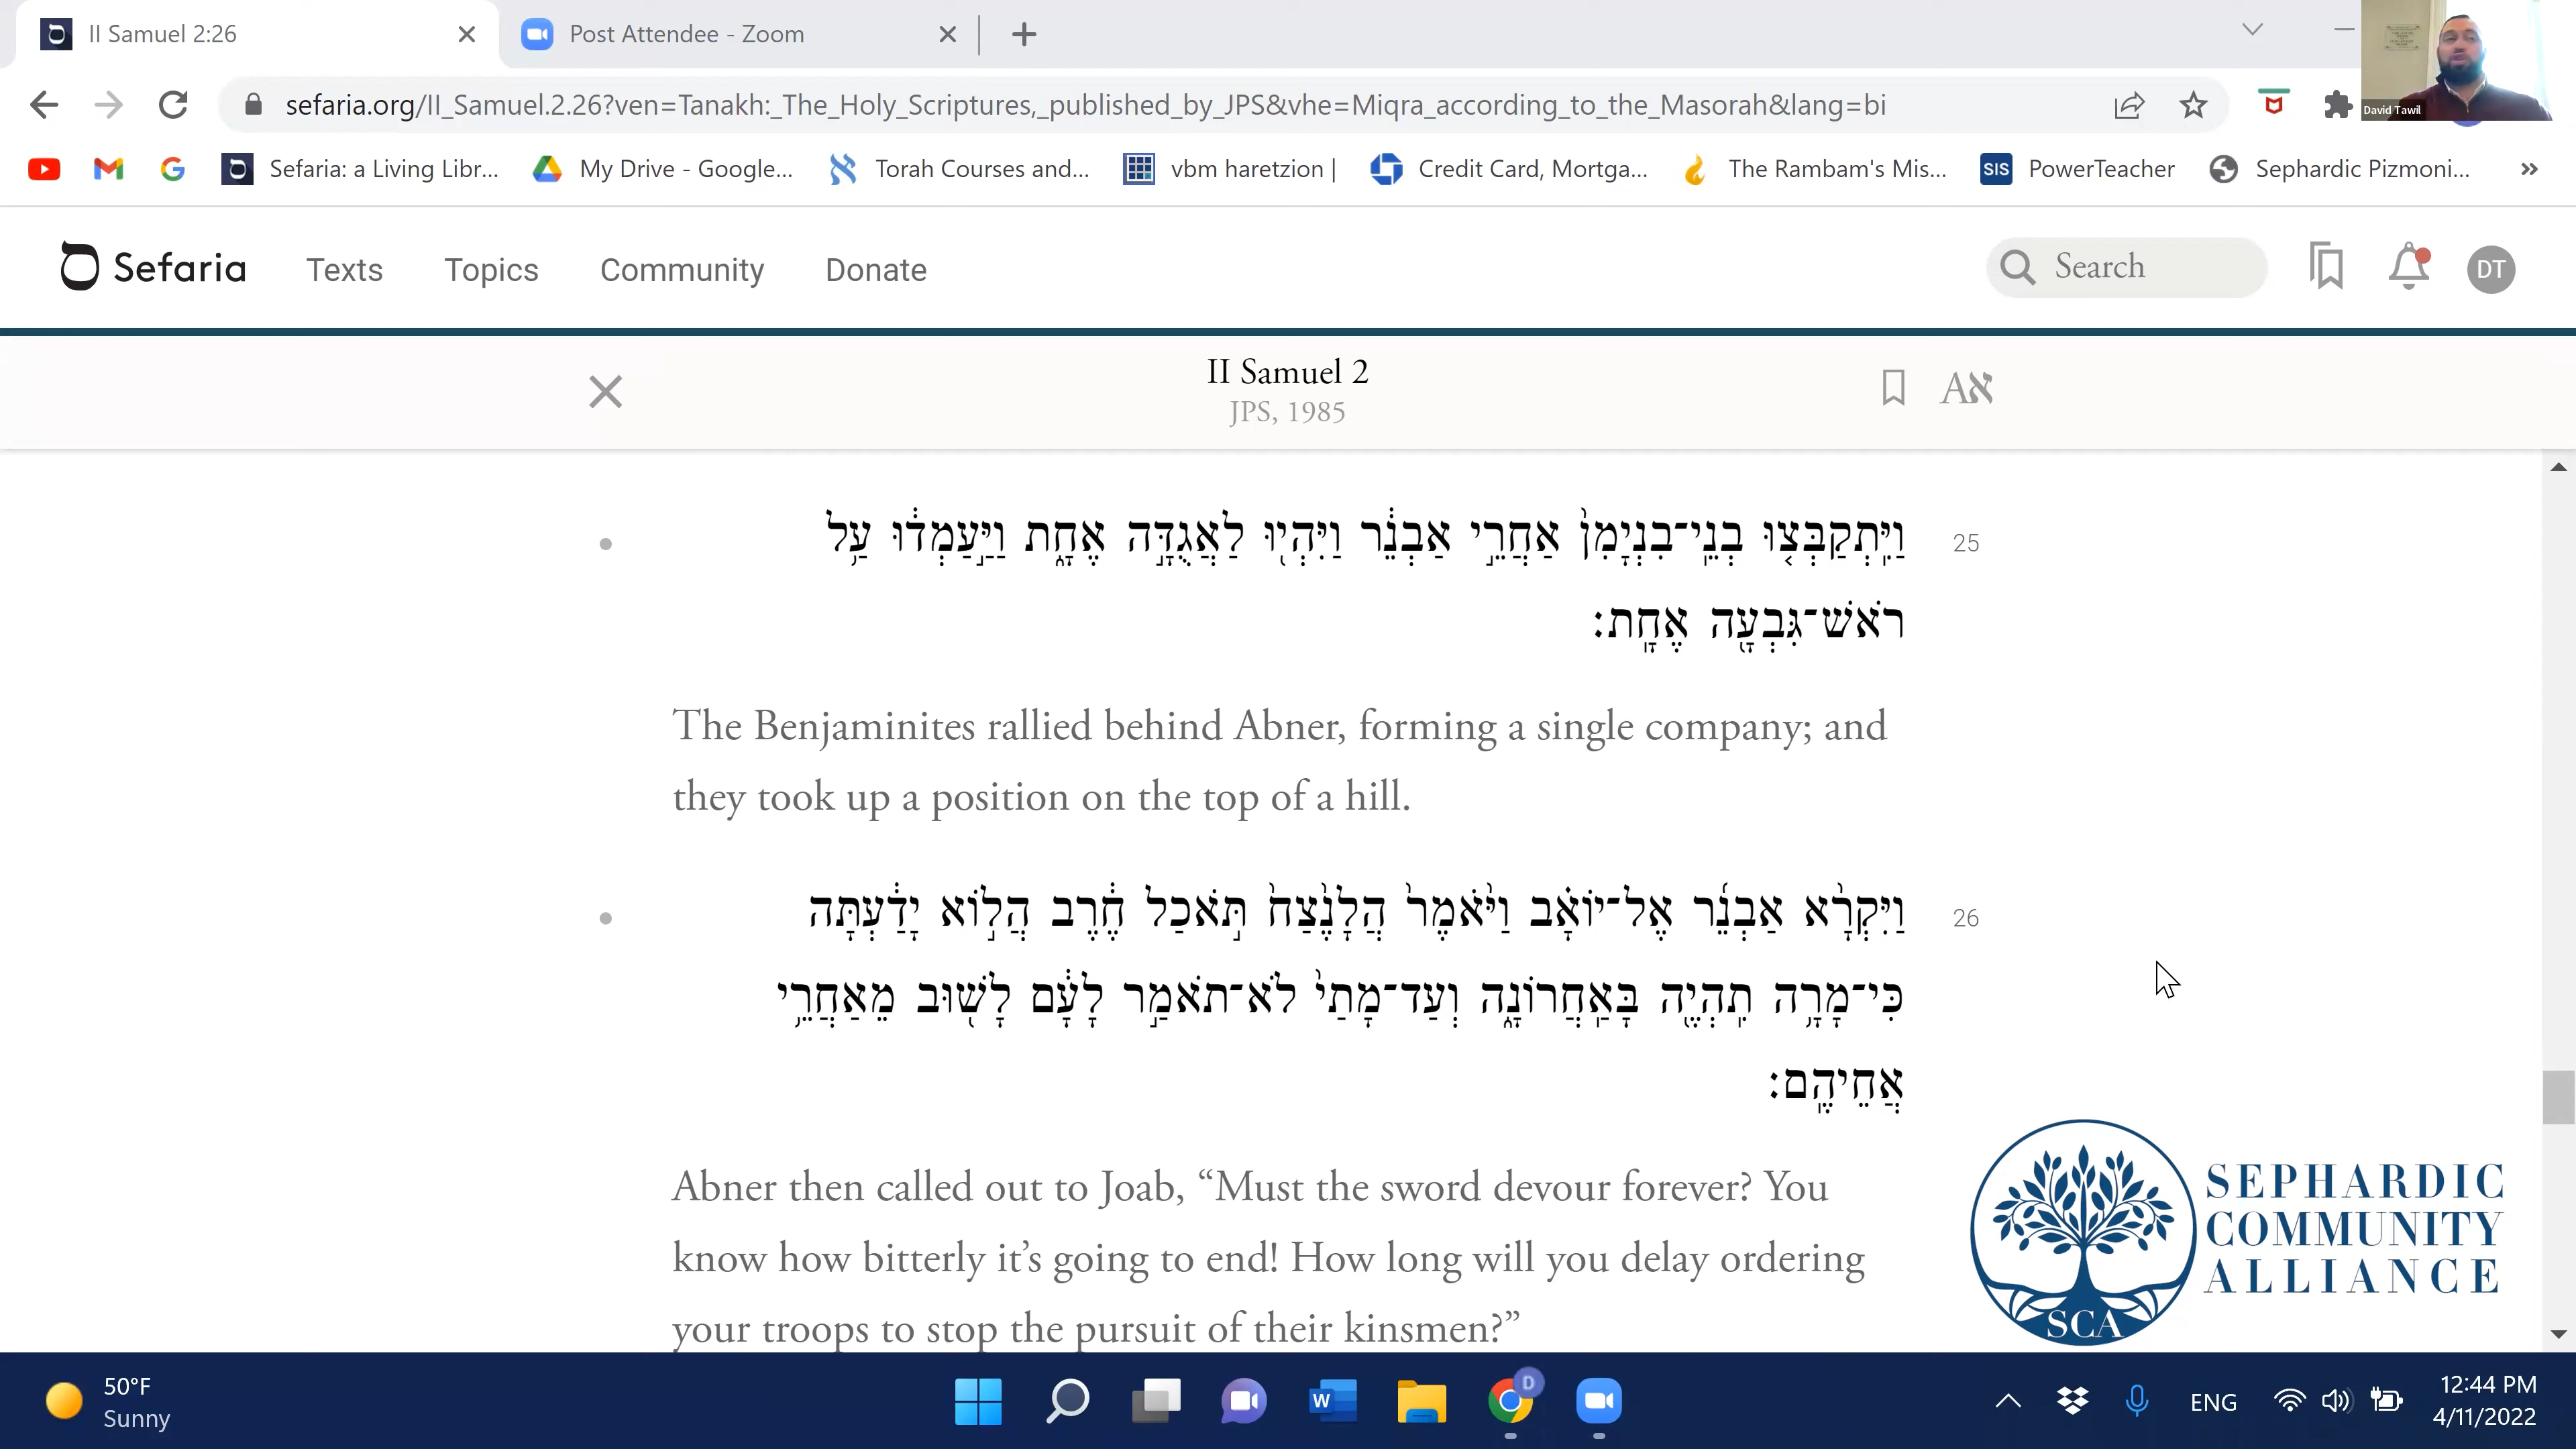 II Samuel 2:26
Post Attendee - Zoom
sefaria.org/II_Samuel.2.26?ven=Tanakh:_The_Holy_Scriptures,_published_by_JPS&vhe=Miqra_according_to_the_Masorah&lang=bi
David Tawil
Sefaria: a Living Libr...
My Drive - Google...
Torah Courses and...
vbm haretzion |
Credit Card, Mortga...
The Rambam's Mis...
SIS PowerTeacher
Sephardic Pizmoni...
Sefaria Texts Topics Community Donate Search DT
II Samuel 2
JPS, 1985
Aא
25
וַיִּֽתְקַבְּצ֤וּ בְנֵֽי־בִנְיָמִן֙ אַחֲרֵ֣י אַבְנֵ֔ר וַיִּהְי֖וּ לַאֲגֻדָּ֣ה אֶחָ֑ת וַיַּ֣עַמְד֔וּ עַ֥ל
רֹאשׁ־גִּבְעָ֖ה אֶחָֽת׃
The Benjaminites rallied behind Abner, forming a single company; and
they took up a position on the top of a hill.
26
וַיִּקְרָ֨א אַבְנֵ֜ר אֶל־יוֹאָ֗ב וַיֹּ֙אמֶר֙ הֲלָנֶ֙צַח֙ תֹּ֣אכַל חֶ֔רֶב הֲל֣וֹא יָדַ֔עְתָּה
כִּי־מָרָ֥ה תִהְיֶ֖ה בָּאַחֲרוֹנָ֑ה וְעַד־מָתַי֙ לֹא־תֹאמַ֣ר לָעָ֔ם לָשׁ֖וּב מֵאַחֲרֵ֥י
אֲחֵיהֶֽם׃
Abner then called out to Joab, “Must the sword devour forever? You
know how bitterly it’s going to end! How long will you delay ordering
your troops to stop the pursuit of their kinsmen?”
SEPHARDIC
COMMUNITY
ALLIANCE
SCA
50°F
Sunny
W
D
ENG
12:44 PM
4/11/2022